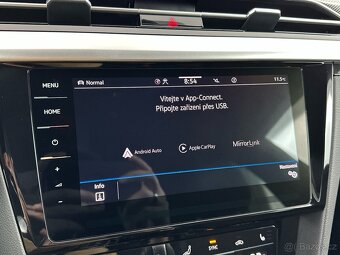 MENU
Normal
8:54
11.5°C
Vítejte v App-Connect.
Připojte zařízení přes USB.
HOME
Android Auto
Apple CarPlay
MirrorLink
Info
Nastavení
SYNC